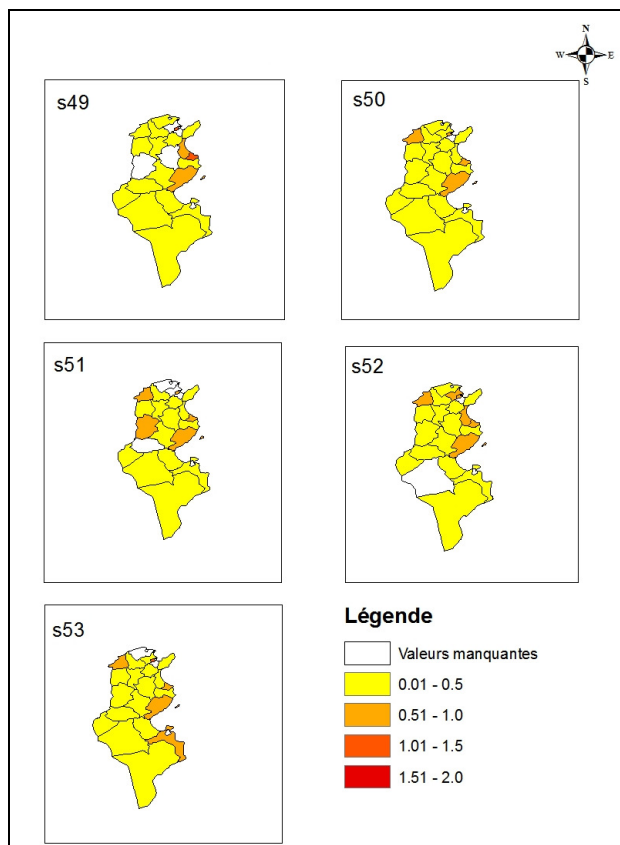 N
W E
S
s49
s50
s51
s52
s53
Légende
Valeurs manquantes
0.01 - 0.5
0.51 - 1.0
1.01 - 1.5
1.51 - 2.0